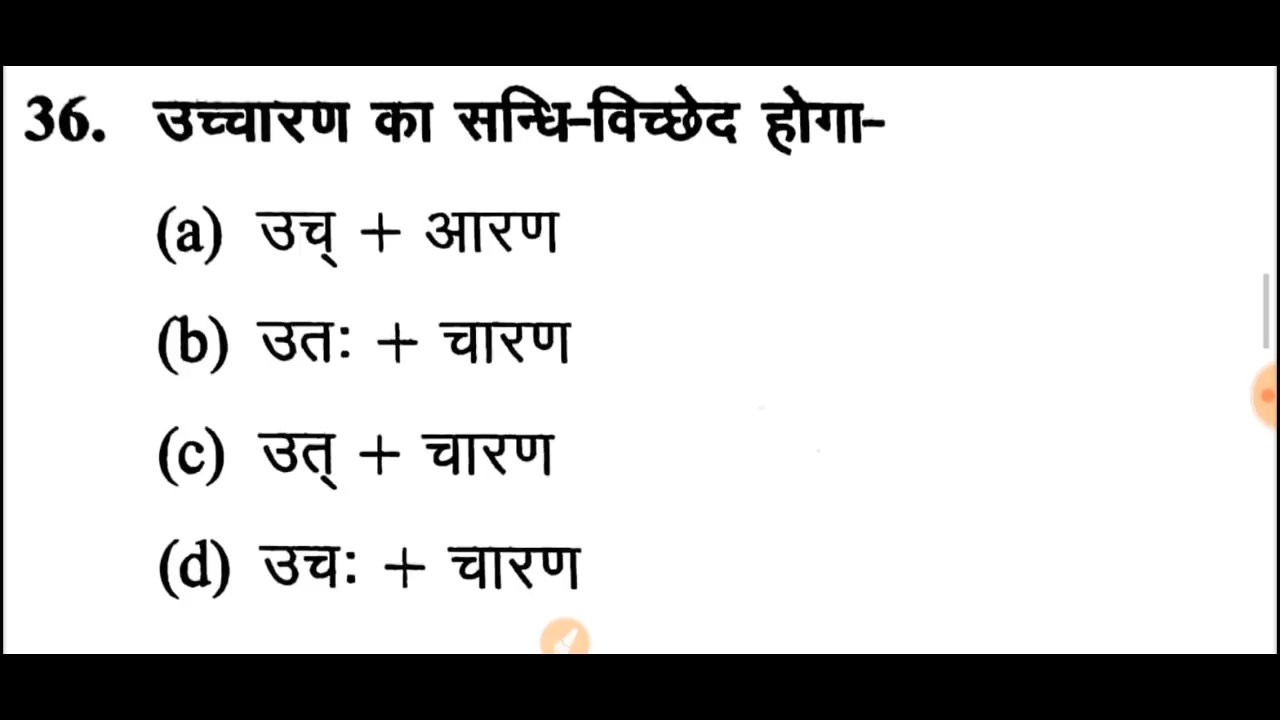 36. उच्चारण का सन्धि-विच्छेद होगा-
(a) उच् + आरण
(b) उतः + चारण
(c) उत् + चारण
(d) उचः + चारण